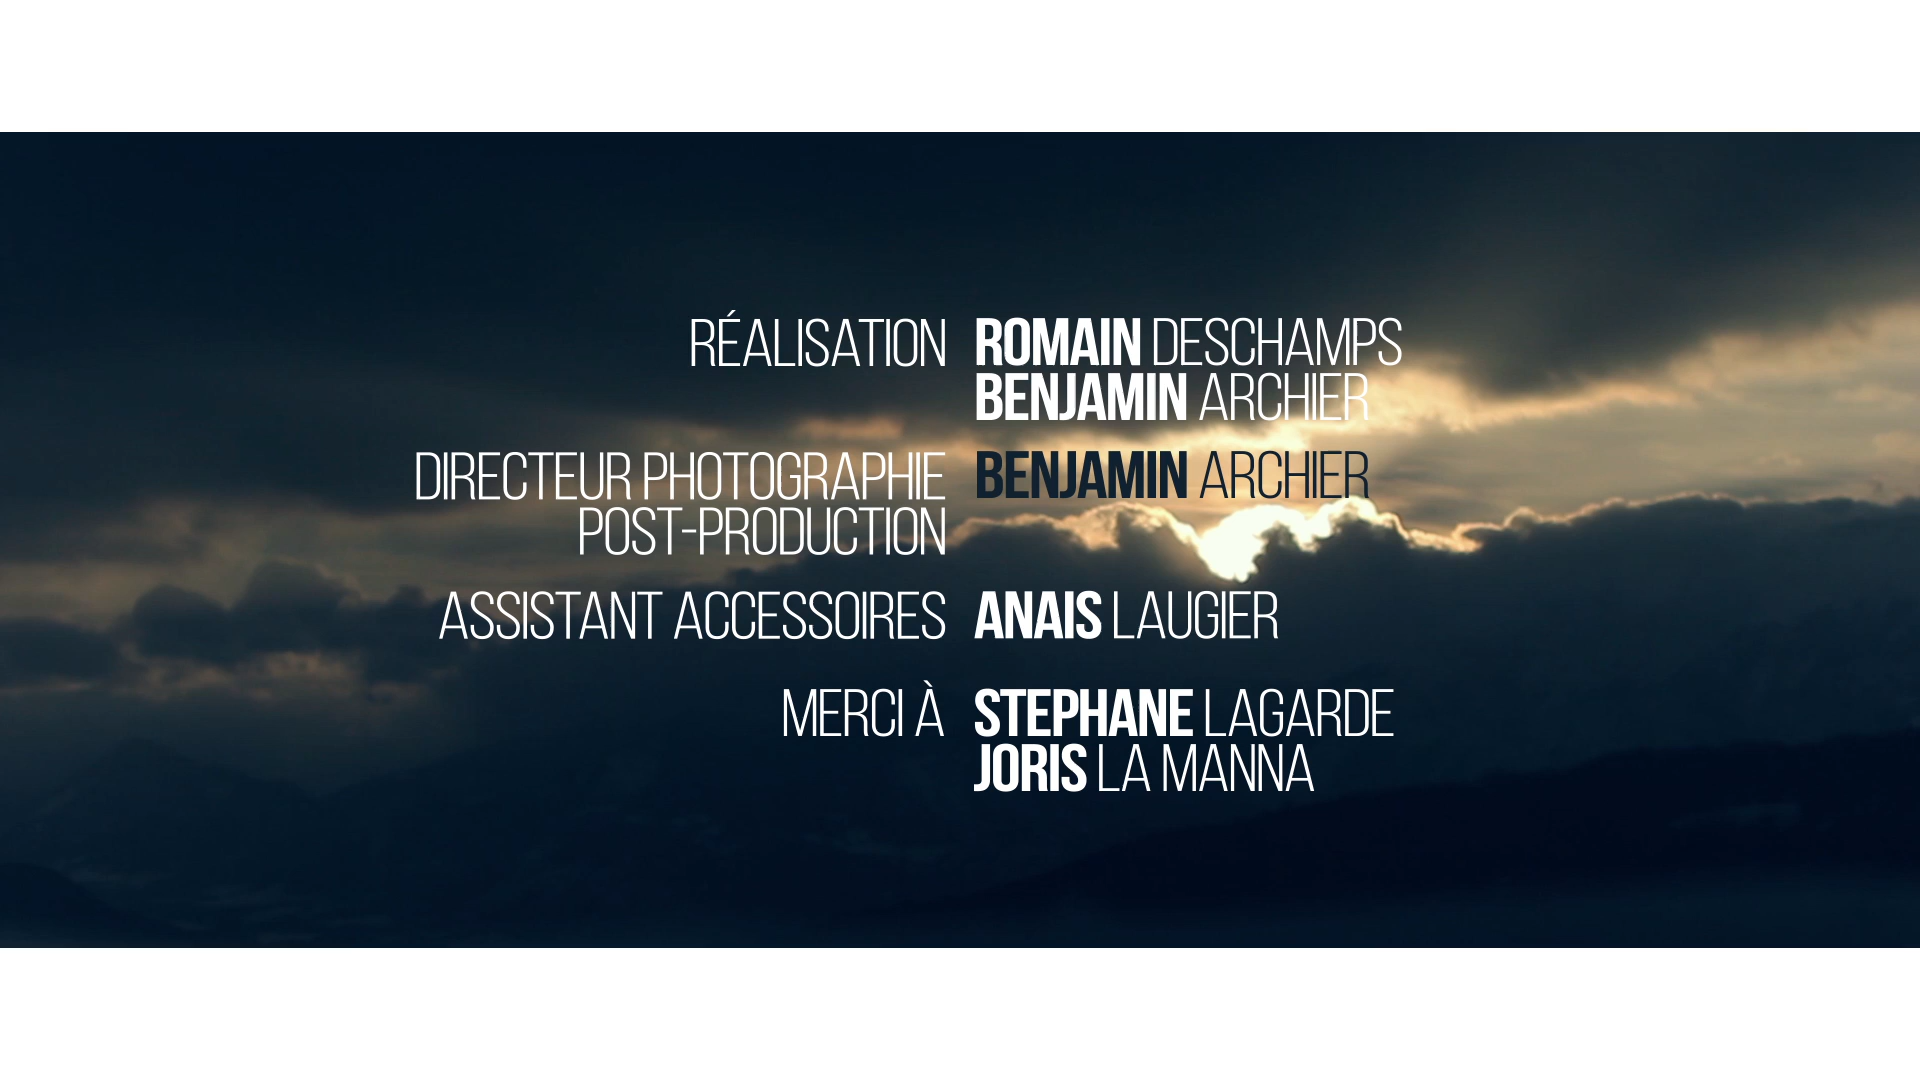 RÉALISATION ROMAIN DESCHAMPS
BENJAMIN ARCHIER
DIRECTEUR PHOTOGRAPHIE BENJAMIN ARCHIER
POST-PRODUCTION
ASSISTANT ACCESSOIRES ANAIS LAUGIER
MERCI À STEPHANE LAGARDE
JORIS LA MANNA